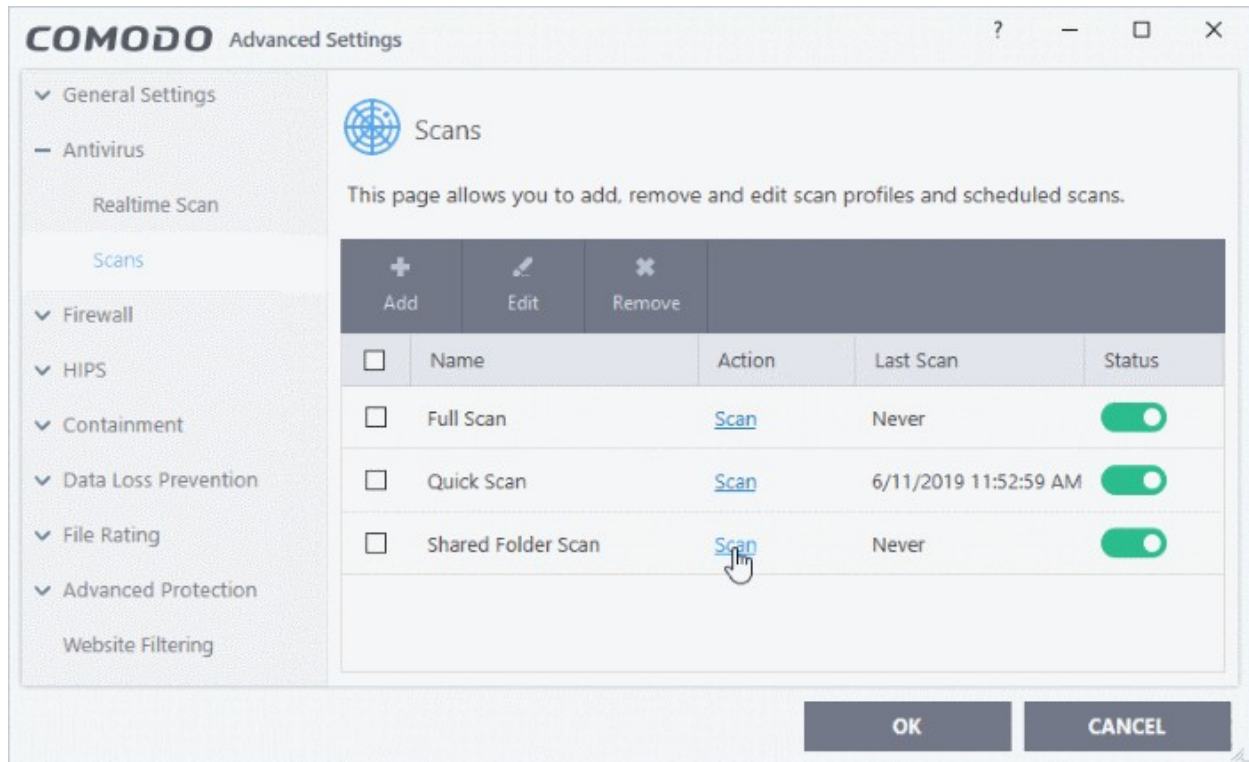 COMODO Advanced Settings ?
General Settings
Antivirus
Realtime Scan
Scans
Firewall
HIPS
Containment
Data Loss Prevention
File Rating
Advanced Protection
Website Filtering
Scans
This page allows you to add, remove and edit scan profiles and scheduled scans.
Add Edit Remove
Name Action Last Scan Status
Full Scan Scan Never
Quick Scan Scan 6/11/2019 11:52:59 AM
Shared Folder Scan Scan Never
OK CANCEL